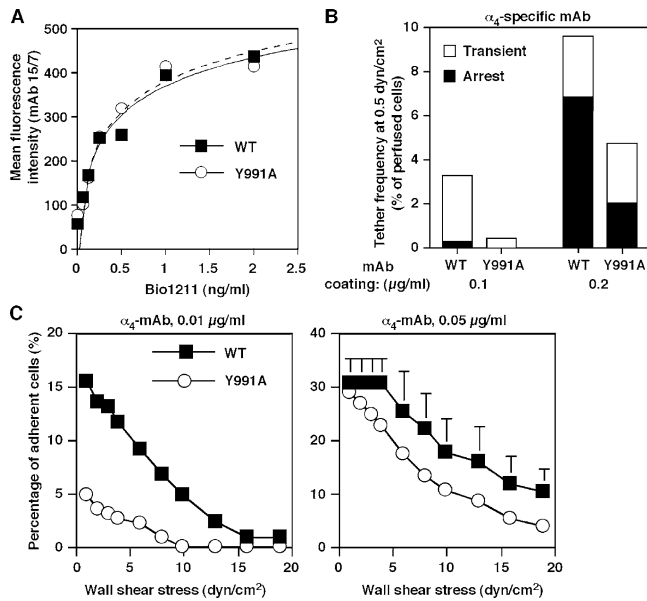 A
Mean fluorescence
intensity (mAb 15/7)
500
400
300
200
100
0
WT
Y991A
0 0.5 1.0 1.5 2.0 2.5
Bio1211 (ng/ml)
B
α4-specific mAb
Tether frequency at 0.5 dyn/cm2
(% of perfused cells)
10
8
6
4
2
0
Transient
Arrest
mAb WT Y991A WT Y991A
coating: (µg/ml) 0.1 0.2
C
α4-mAb, 0.01 µg/ml
Percentage of adherent cells (%)
20
15
10
5
0
WT
Y991A
0 5 10 15 20
Wall shear stress (dyn/cm2)
α4-mAb, 0.05 µg/ml
40
30
20
10
0
0 5 10 15 20
Wall shear stress (dyn/cm2)